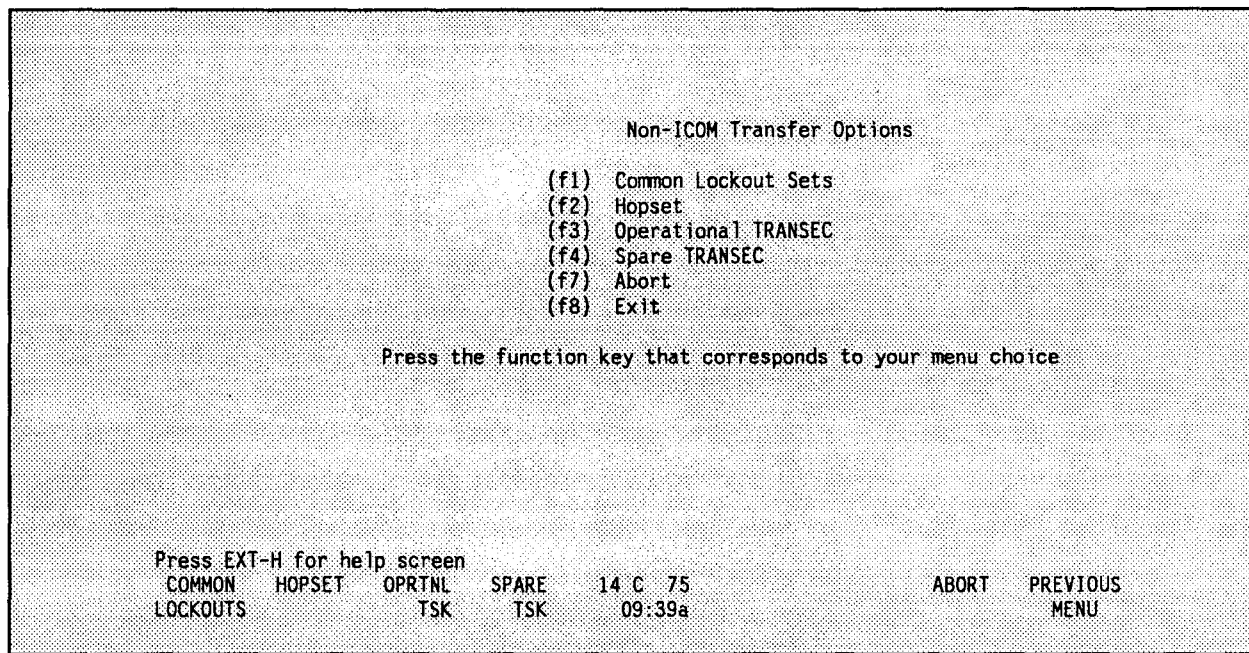 Non-ICOM Transfer Options
(f1) Common Lockout Sets
(f2) Hopset
(f3) Operational TRANSEC
(f4) Spare TRANSEC
(f7) Abort
(f8) Exit
Press the function key that corresponds to your menu choice
Press EXT-H for help screen
COMMON HOPSET OPRTNL SPARE 14 C 75 ABORT PREVIOUS
LOCKOUTS TSK TSK 09:39a MENU